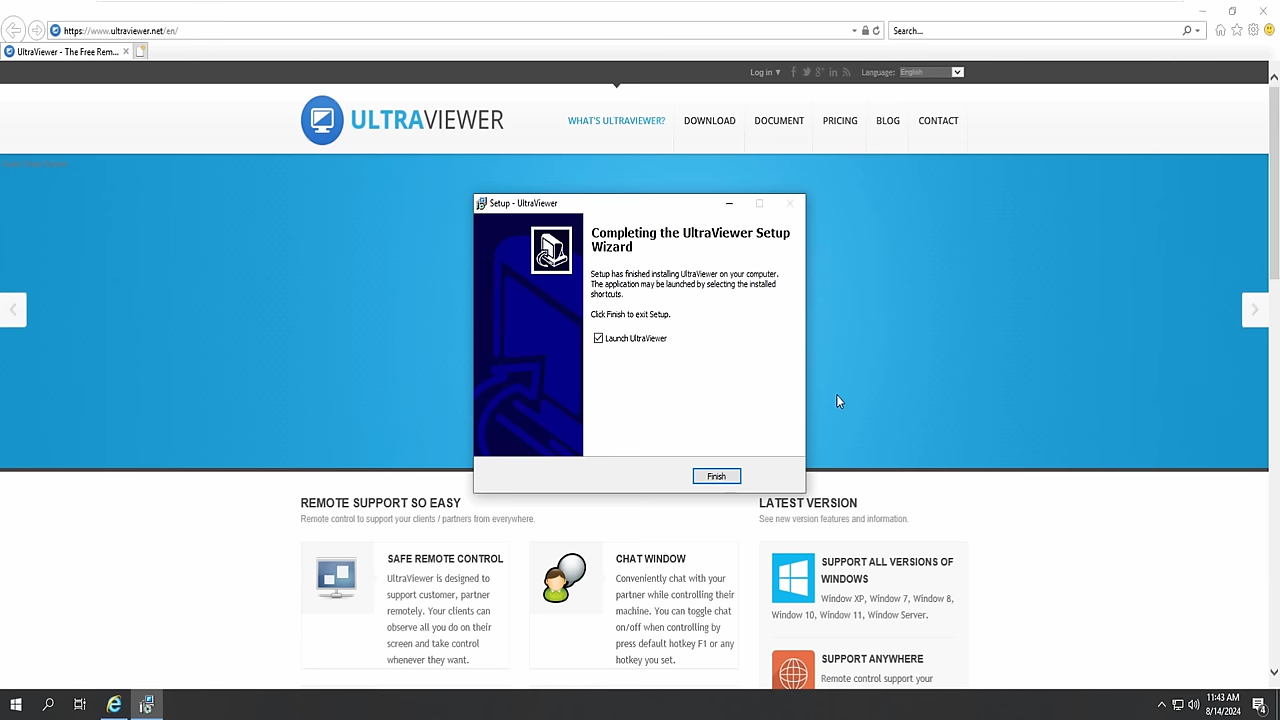 https://www.ultraviewer.net/en/
Search...
UltraViewer - The Free Rem...
Log in ▼
Language:
English
ULTRAVIEWER
WHAT'S ULTRAVIEWER?
DOWNLOAD
DOCUMENT
PRICING
BLOG
CONTACT
Setup - UltraViewer
Completing the UltraViewer Setup
Wizard
Setup has finished installing UltraViewer on your computer.
The application may be launched by selecting the installed
shortcuts.
Click Finish to exit Setup.
Launch UltraViewer
Finish
REMOTE SUPPORT SO EASY
Remote control to support your clients / partners from everywhere.
SAFE REMOTE CONTROL
UltraViewer is designed to
support customer, partner
remotely. Your clients can
observe all you do on their
screen and take control
whenever they want.
CHAT WINDOW
Conveniently chat with your
partner while controlling their
machine. You can toggle chat
on/off when controlling by
press default hotkey F1 or any
hotkey you set.
LATEST VERSION
See new version features and information.
SUPPORT ALL VERSIONS OF
WINDOWS
Window XP, Window 7, Window 8,
Window 10, Window 11, Window Server.
SUPPORT ANYWHERE
Remote control support your
11:43 AM
8/14/2024